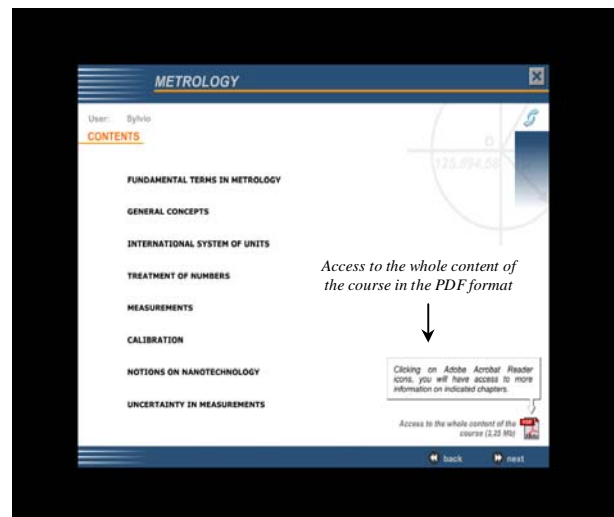 METROLOGY
User: Sylvio
CONTENTS
FUNDAMENTAL TERMS IN METROLOGY
GENERAL CONCEPTS
INTERNATIONAL SYSTEM OF UNITS
TREATMENT OF NUMBERS
MEASUREMENTS
CALIBRATION
NOTIONS ON NANOTECHNOLOGY
UNCERTAINTY IN MEASUREMENTS
Access to the whole content of
the course in the PDF format
Clicking on Adobe Acrobat Reader
icons, you will have access to more
information on indicated chapters.
Access to the whole content of the
course (1,25 Mb)
PDF
back next